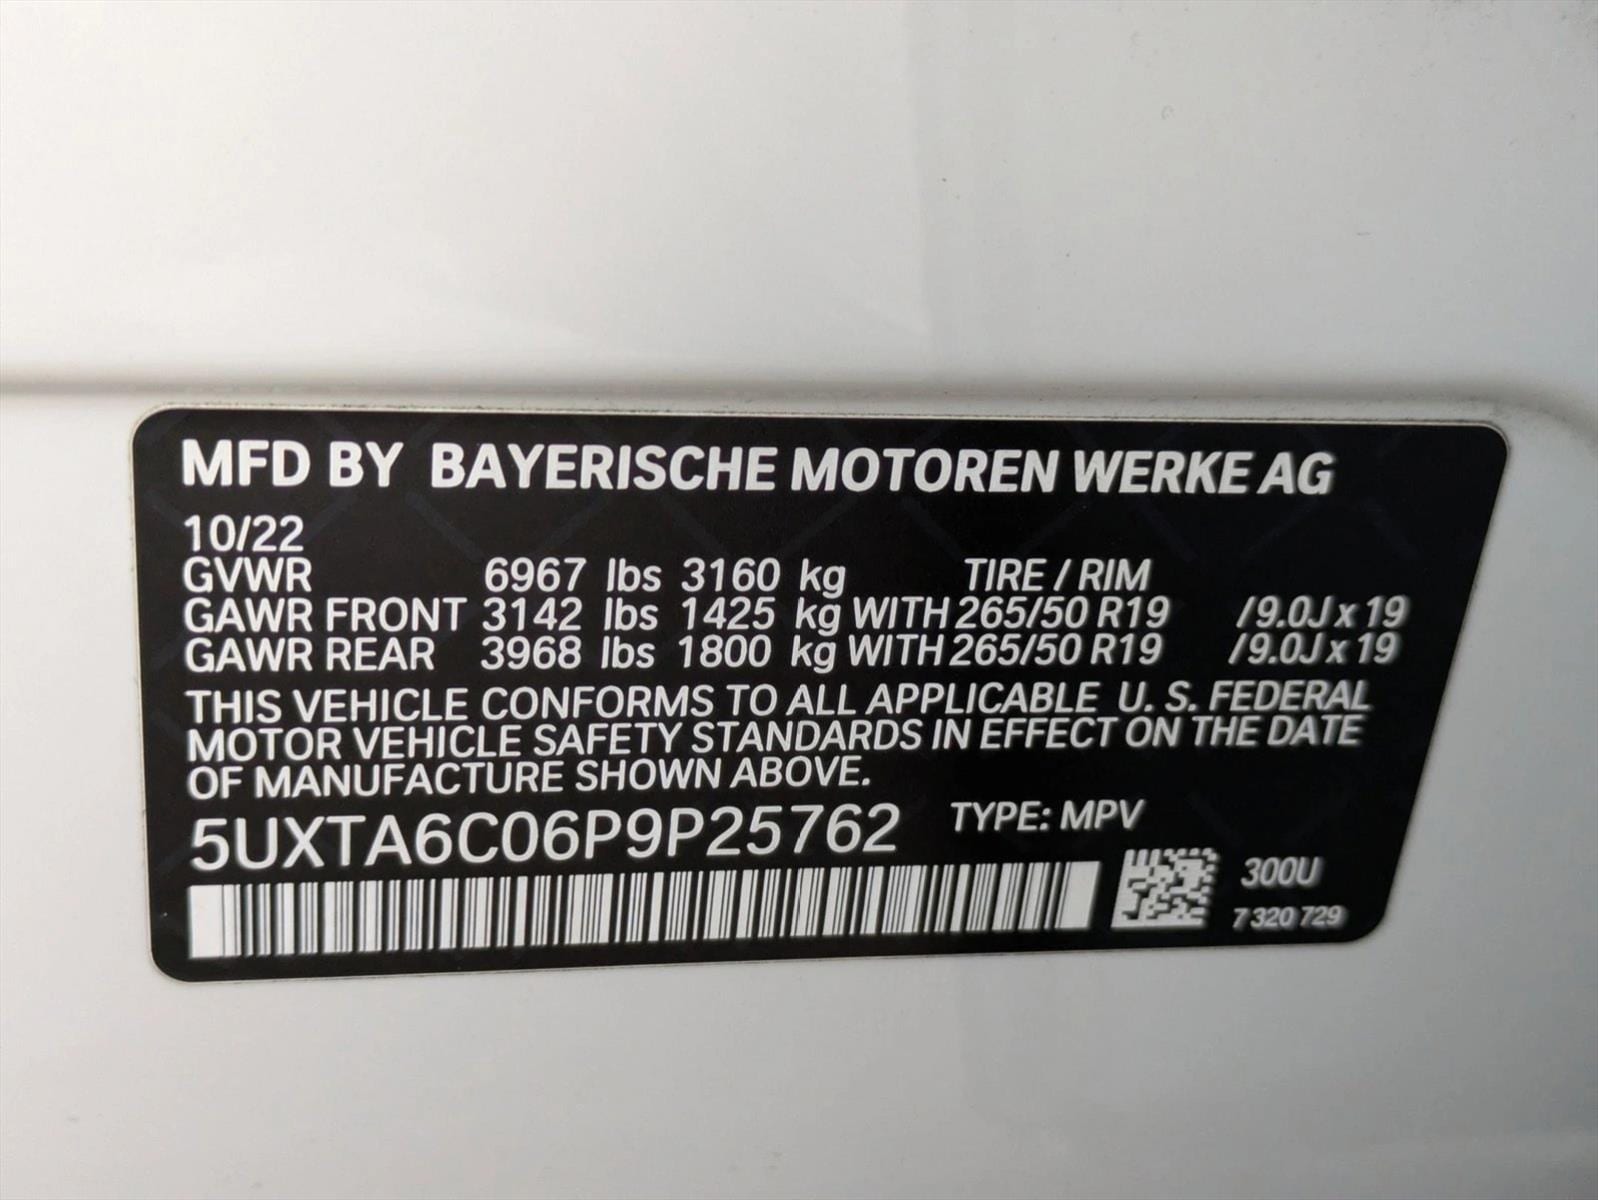 MFD BY BAYERISCHE MOTOREN WERKE AG
10/22
GVWR 6967 lbs 3160 kg TIRE / RIM
GAWR FRONT 3142 lbs 1425 kg WITH 265/50 R19 /9.0J x 19
GAWR REAR 3968 lbs 1800 kg WITH 265/50 R19 /9.0J x 19
THIS VEHICLE CONFORMS TO ALL APPLICABLE U. S. FEDERAL
MOTOR VEHICLE SAFETY STANDARDS IN EFFECT ON THE DATE
OF MANUFACTURE SHOWN ABOVE.
5UXTA6C06P9P25762 TYPE: MPV
300U
7 320 729